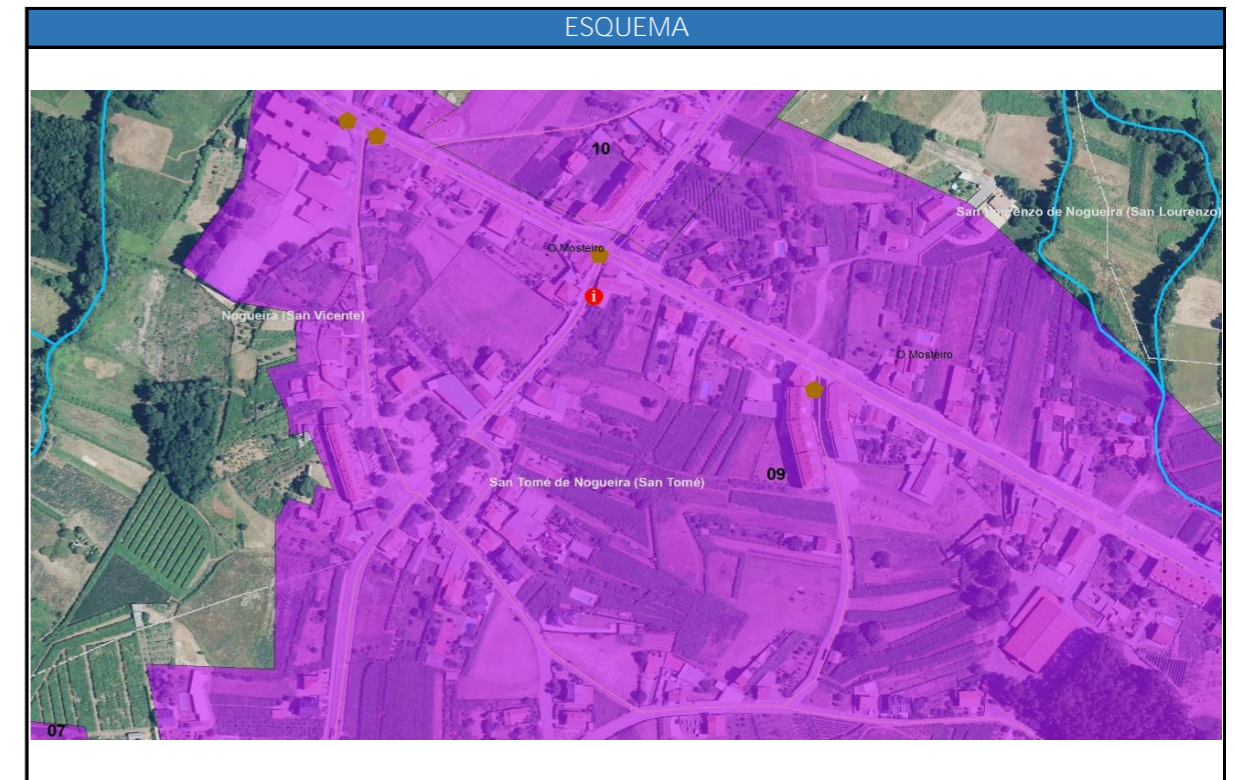 ESQUEMA
10
San Lourenzo de Nogueira (San Lourenzo)
O Mosteiro
i
Nogueira (San Vicente)
O Mosteiro
09
San Tomé de Nogueira (San Tomé)
07